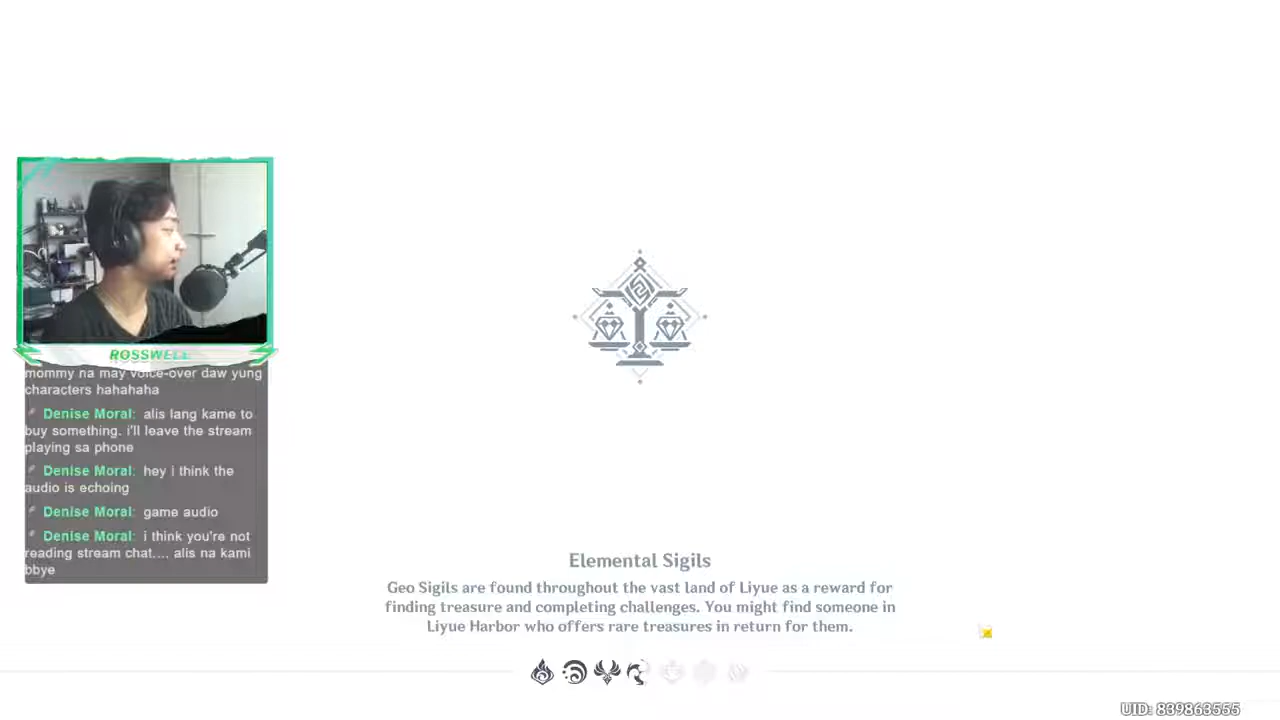 ROSSWELL
mommy na may voice-over daw yung
characters hahahaha
Denise Moral: alis lang kame to
buy something. i'll leave the stream
playing sa phone
Denise Moral: hey i think the
audio is echoing
Denise Moral: game audio
Denise Moral: i think you're not
reading stream chat.... alis na kami
bbye
Elemental Sigils
Geo Sigils are found throughout the vast land of Liyue as a reward for
finding treasure and completing challenges. You might find someone in
Liyue Harbor who offers rare treasures in return for them.
UID: 839863555